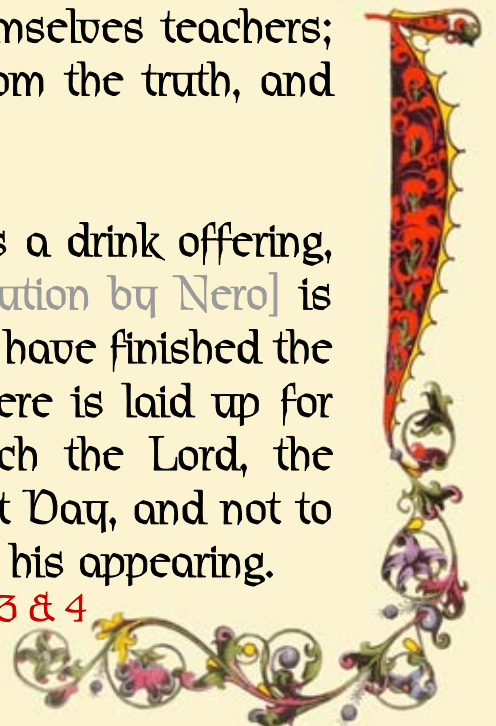 mselves teachers;
om the truth, and
s a drink offering,
ution by Nero] is
have finished the
ere is laid up for
ch the Lord, the
t Day, and not to
his appearing.
3 & 4